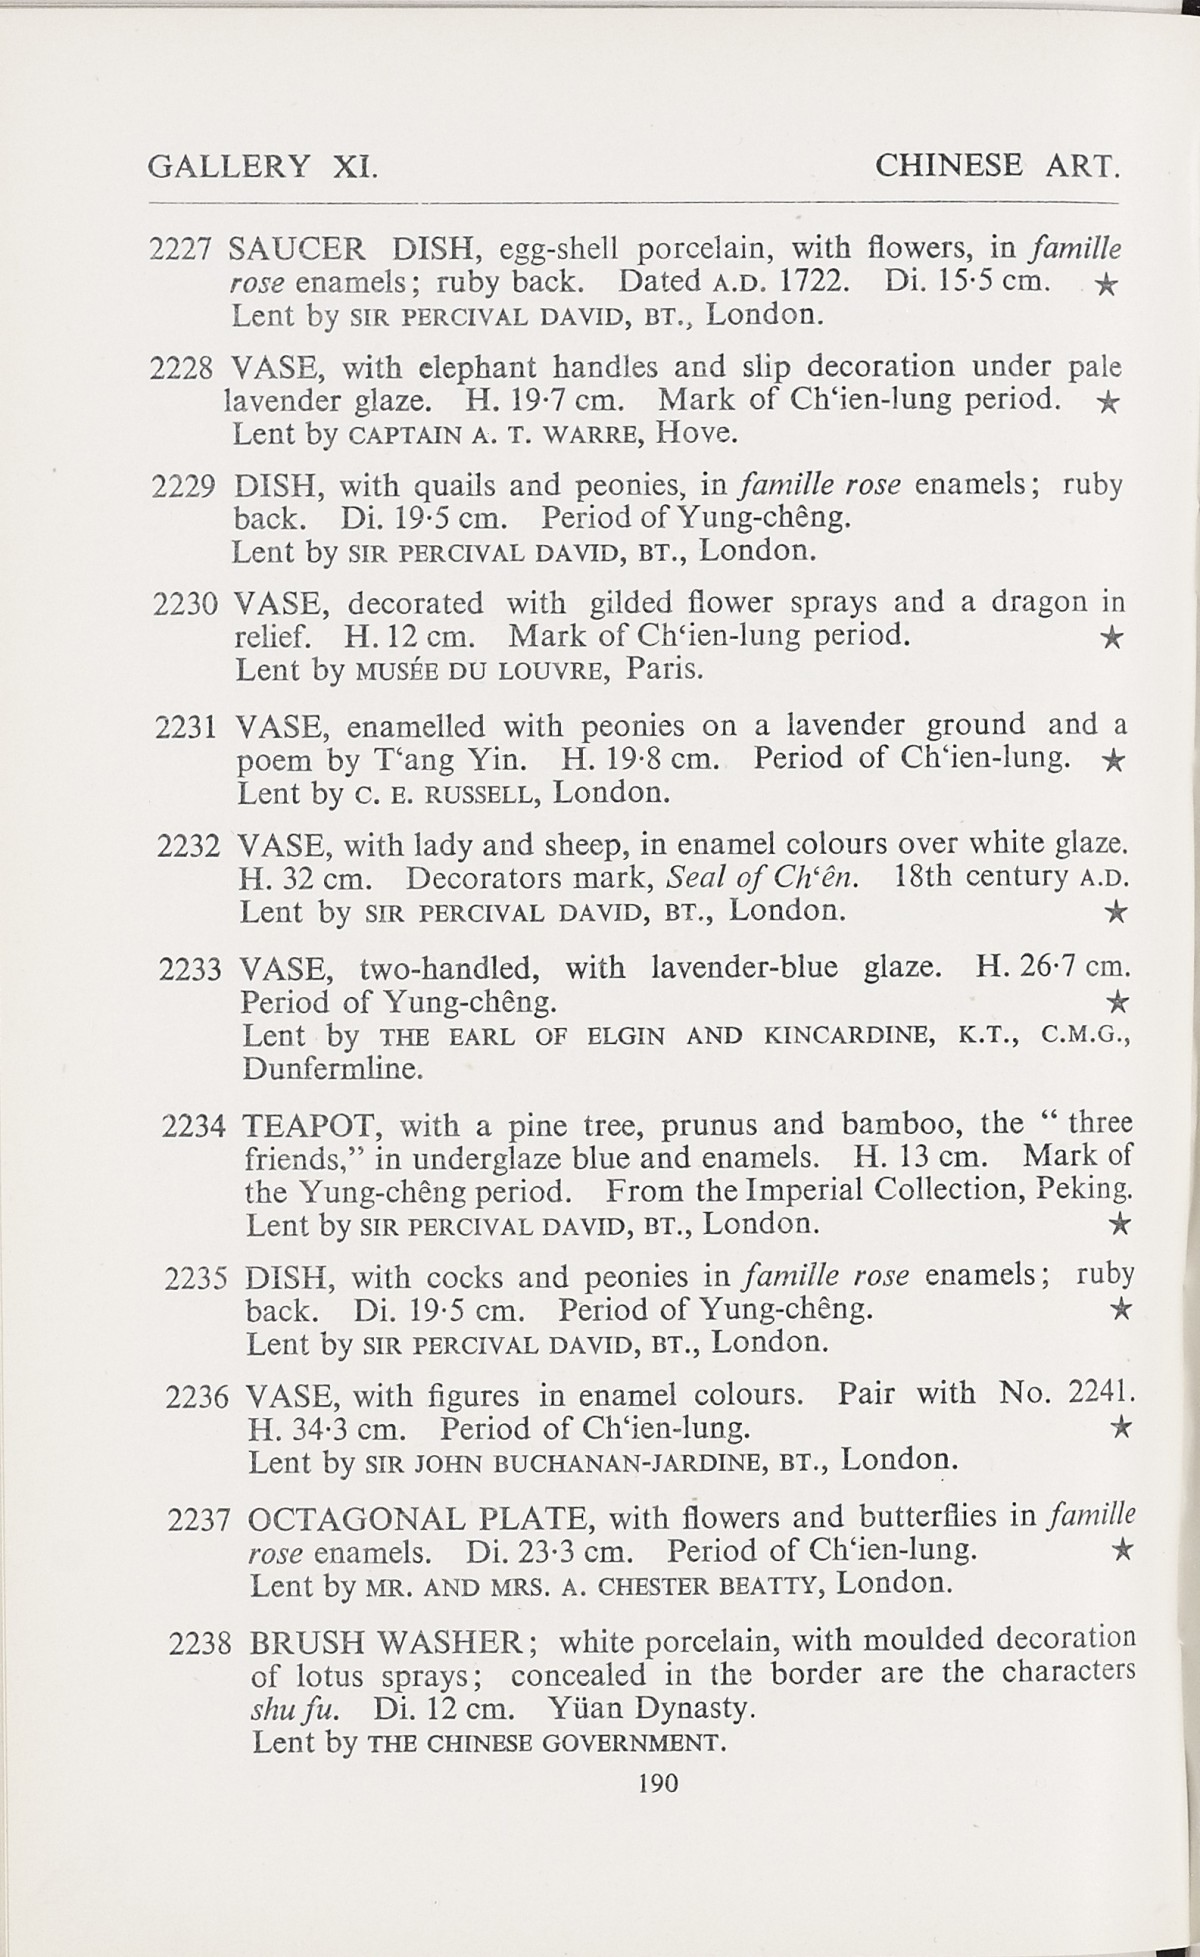 GALLERY XI. CHINESE ART.
2227 SAUCER DISH, egg-shell porcelain, with flowers, in famille
rose enamels; ruby back. Dated A.D. 1722. Di. 15·5 cm. ★
Lent by SIR PERCIVAL DAVID, BT., London.
2228 VASE, with elephant handles and slip decoration under pale
lavender glaze. H. 19·7 cm. Mark of Ch‘ien-lung period. ★
Lent by CAPTAIN A. T. WARRE, Hove.
2229 DISH, with quails and peonies, in famille rose enamels; ruby
back. Di. 19·5 cm. Period of Yung-chêng.
Lent by SIR PERCIVAL DAVID, BT., London.
2230 VASE, decorated with gilded flower sprays and a dragon in
relief. H. 12 cm. Mark of Ch‘ien-lung period. ★
Lent by MUSÉE DU LOUVRE, Paris.
2231 VASE, enamelled with peonies on a lavender ground and a
poem by T‘ang Yin. H. 19·8 cm. Period of Ch‘ien-lung. ★
Lent by C. E. RUSSELL, London.
2232 VASE, with lady and sheep, in enamel colours over white glaze.
H. 32 cm. Decorators mark, Seal of Ch‘ên. 18th century A.D.
Lent by SIR PERCIVAL DAVID, BT., London. ★
2233 VASE, two-handled, with lavender-blue glaze. H. 26·7 cm.
Period of Yung-chêng. ★
Lent by THE EARL OF ELGIN AND KINCARDINE, K.T., C.M.G.,
Dunfermline.
2234 TEAPOT, with a pine tree, prunus and bamboo, the “ three
friends,” in underglaze blue and enamels. H. 13 cm. Mark of
the Yung-chêng period. From the Imperial Collection, Peking.
Lent by SIR PERCIVAL DAVID, BT., London. ★
2235 DISH, with cocks and peonies in famille rose enamels; ruby
back. Di. 19·5 cm. Period of Yung-chêng. ★
Lent by SIR PERCIVAL DAVID, BT., London.
2236 VASE, with figures in enamel colours. Pair with No. 2241.
H. 34·3 cm. Period of Ch‘ien-lung. ★
Lent by SIR JOHN BUCHANAN-JARDINE, BT., London.
2237 OCTAGONAL PLATE, with flowers and butterflies in famille
rose enamels. Di. 23·3 cm. Period of Ch‘ien-lung. ★
Lent by MR. AND MRS. A. CHESTER BEATTY, London.
2238 BRUSH WASHER; white porcelain, with moulded decoration
of lotus sprays; concealed in the border are the characters
shu fu. Di. 12 cm. Yüan Dynasty.
Lent by THE CHINESE GOVERNMENT.
190